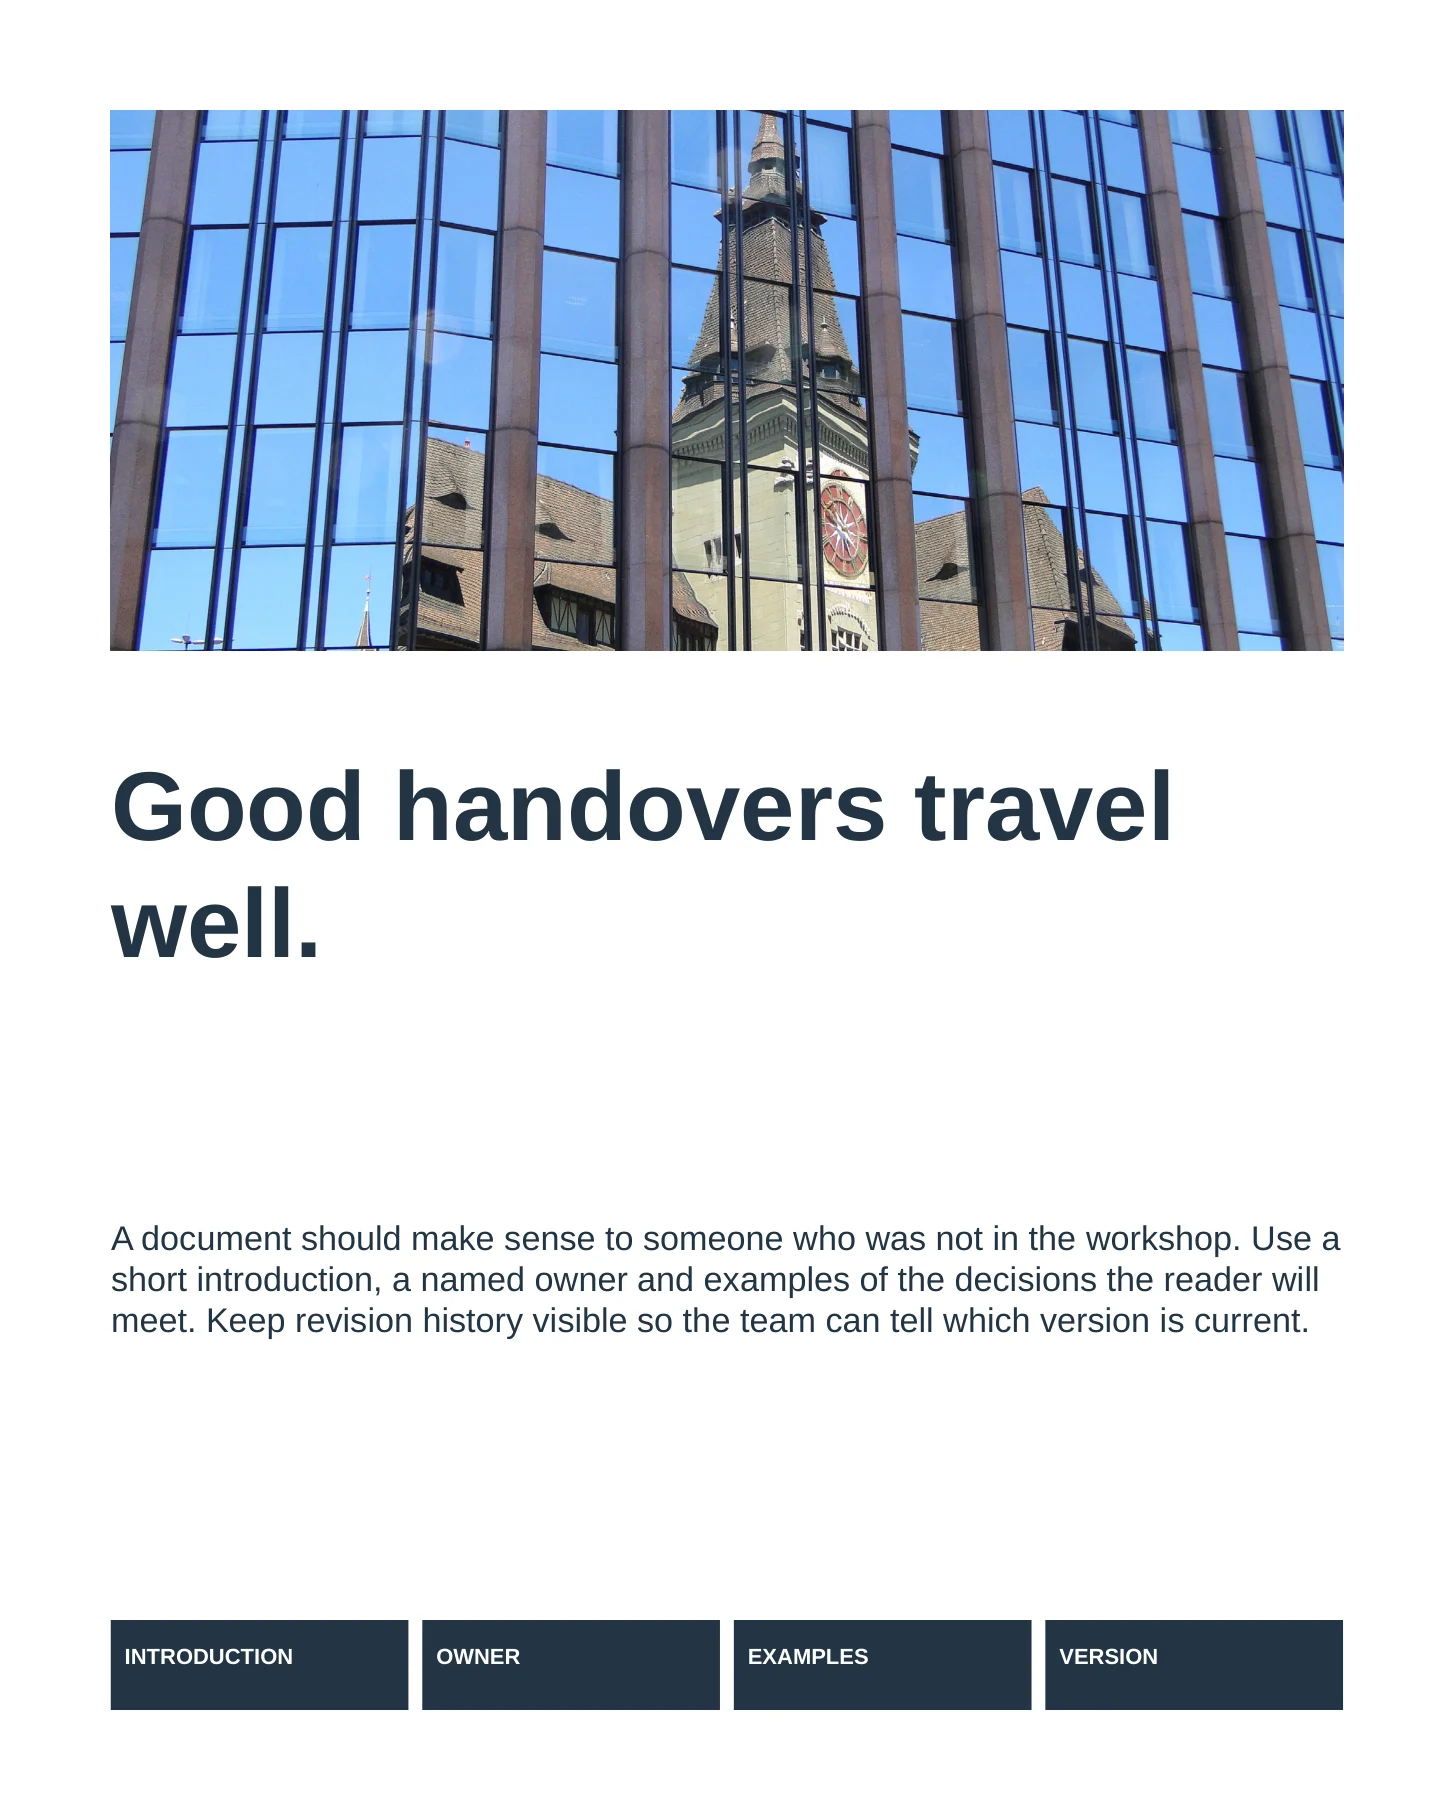 Good handovers travel
well.
A document should make sense to someone who was not in the workshop. Use a
short introduction, a named owner and examples of the decisions the reader will
meet. Keep revision history visible so the team can tell which version is current.
INTRODUCTION
OWNER
EXAMPLES
VERSION